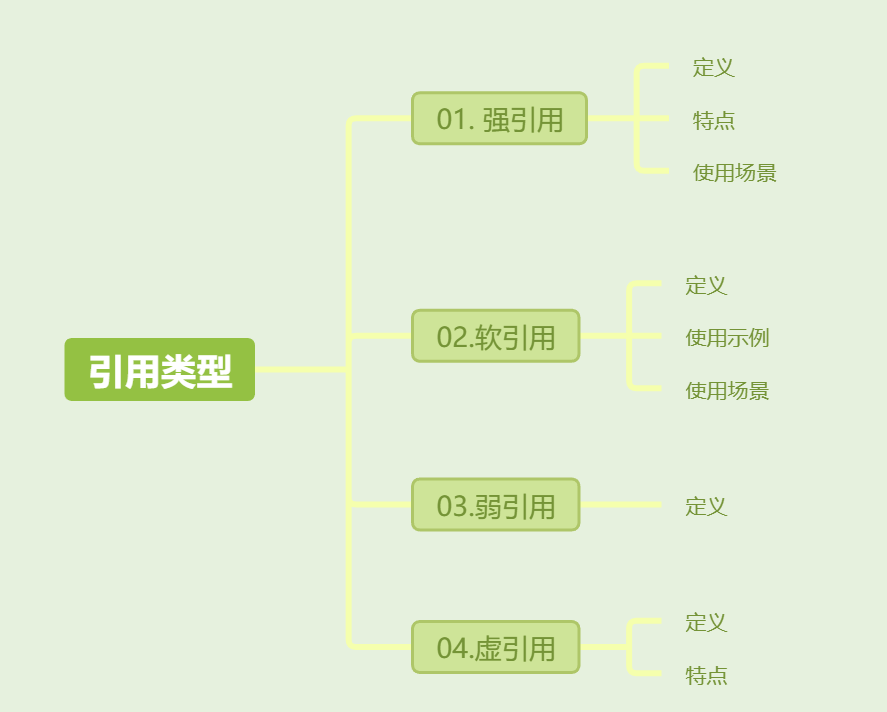 引用类型
01. 强引用
定义
特点
使用场景
02.软引用
定义
使用示例
使用场景
03.弱引用
定义
04.虚引用
定义
特点